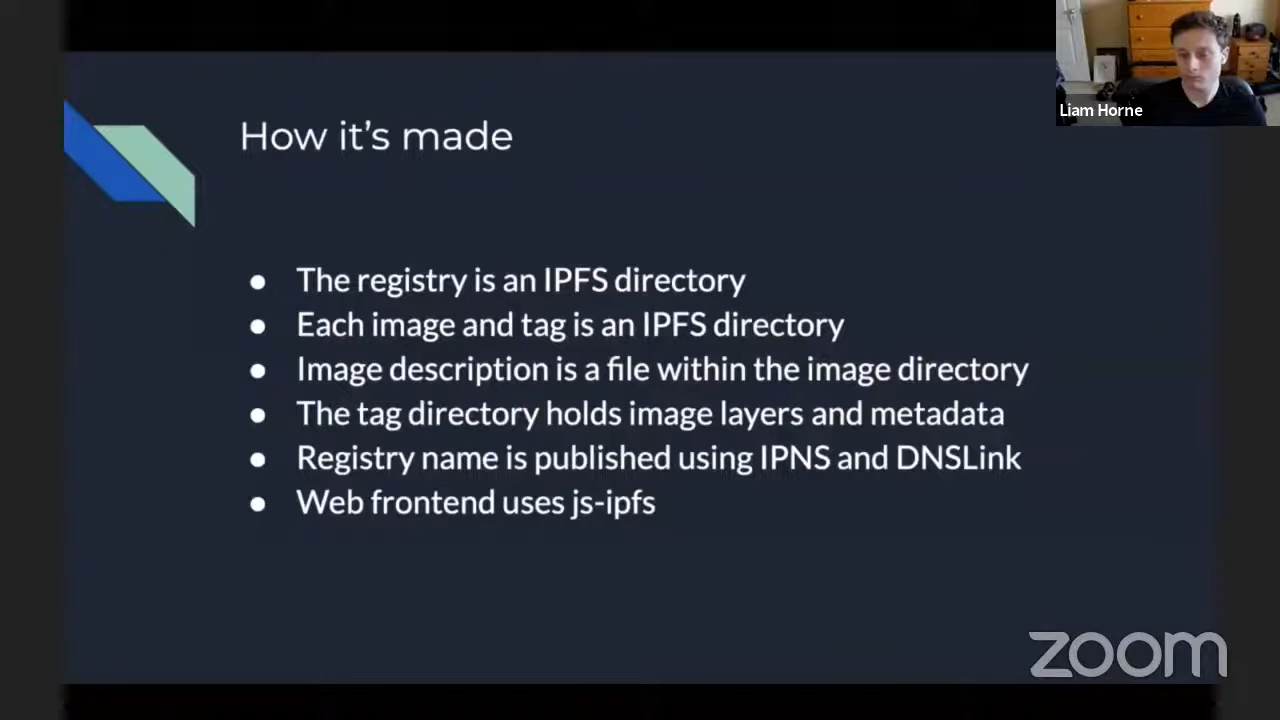 Liam Horne
How it's made
● The registry is an IPFS directory
● Each image and tag is an IPFS directory
● Image description is a file within the image directory
● The tag directory holds image layers and metadata
● Registry name is published using IPNS and DNSLink
● Web frontend uses js-ipfs
zoom